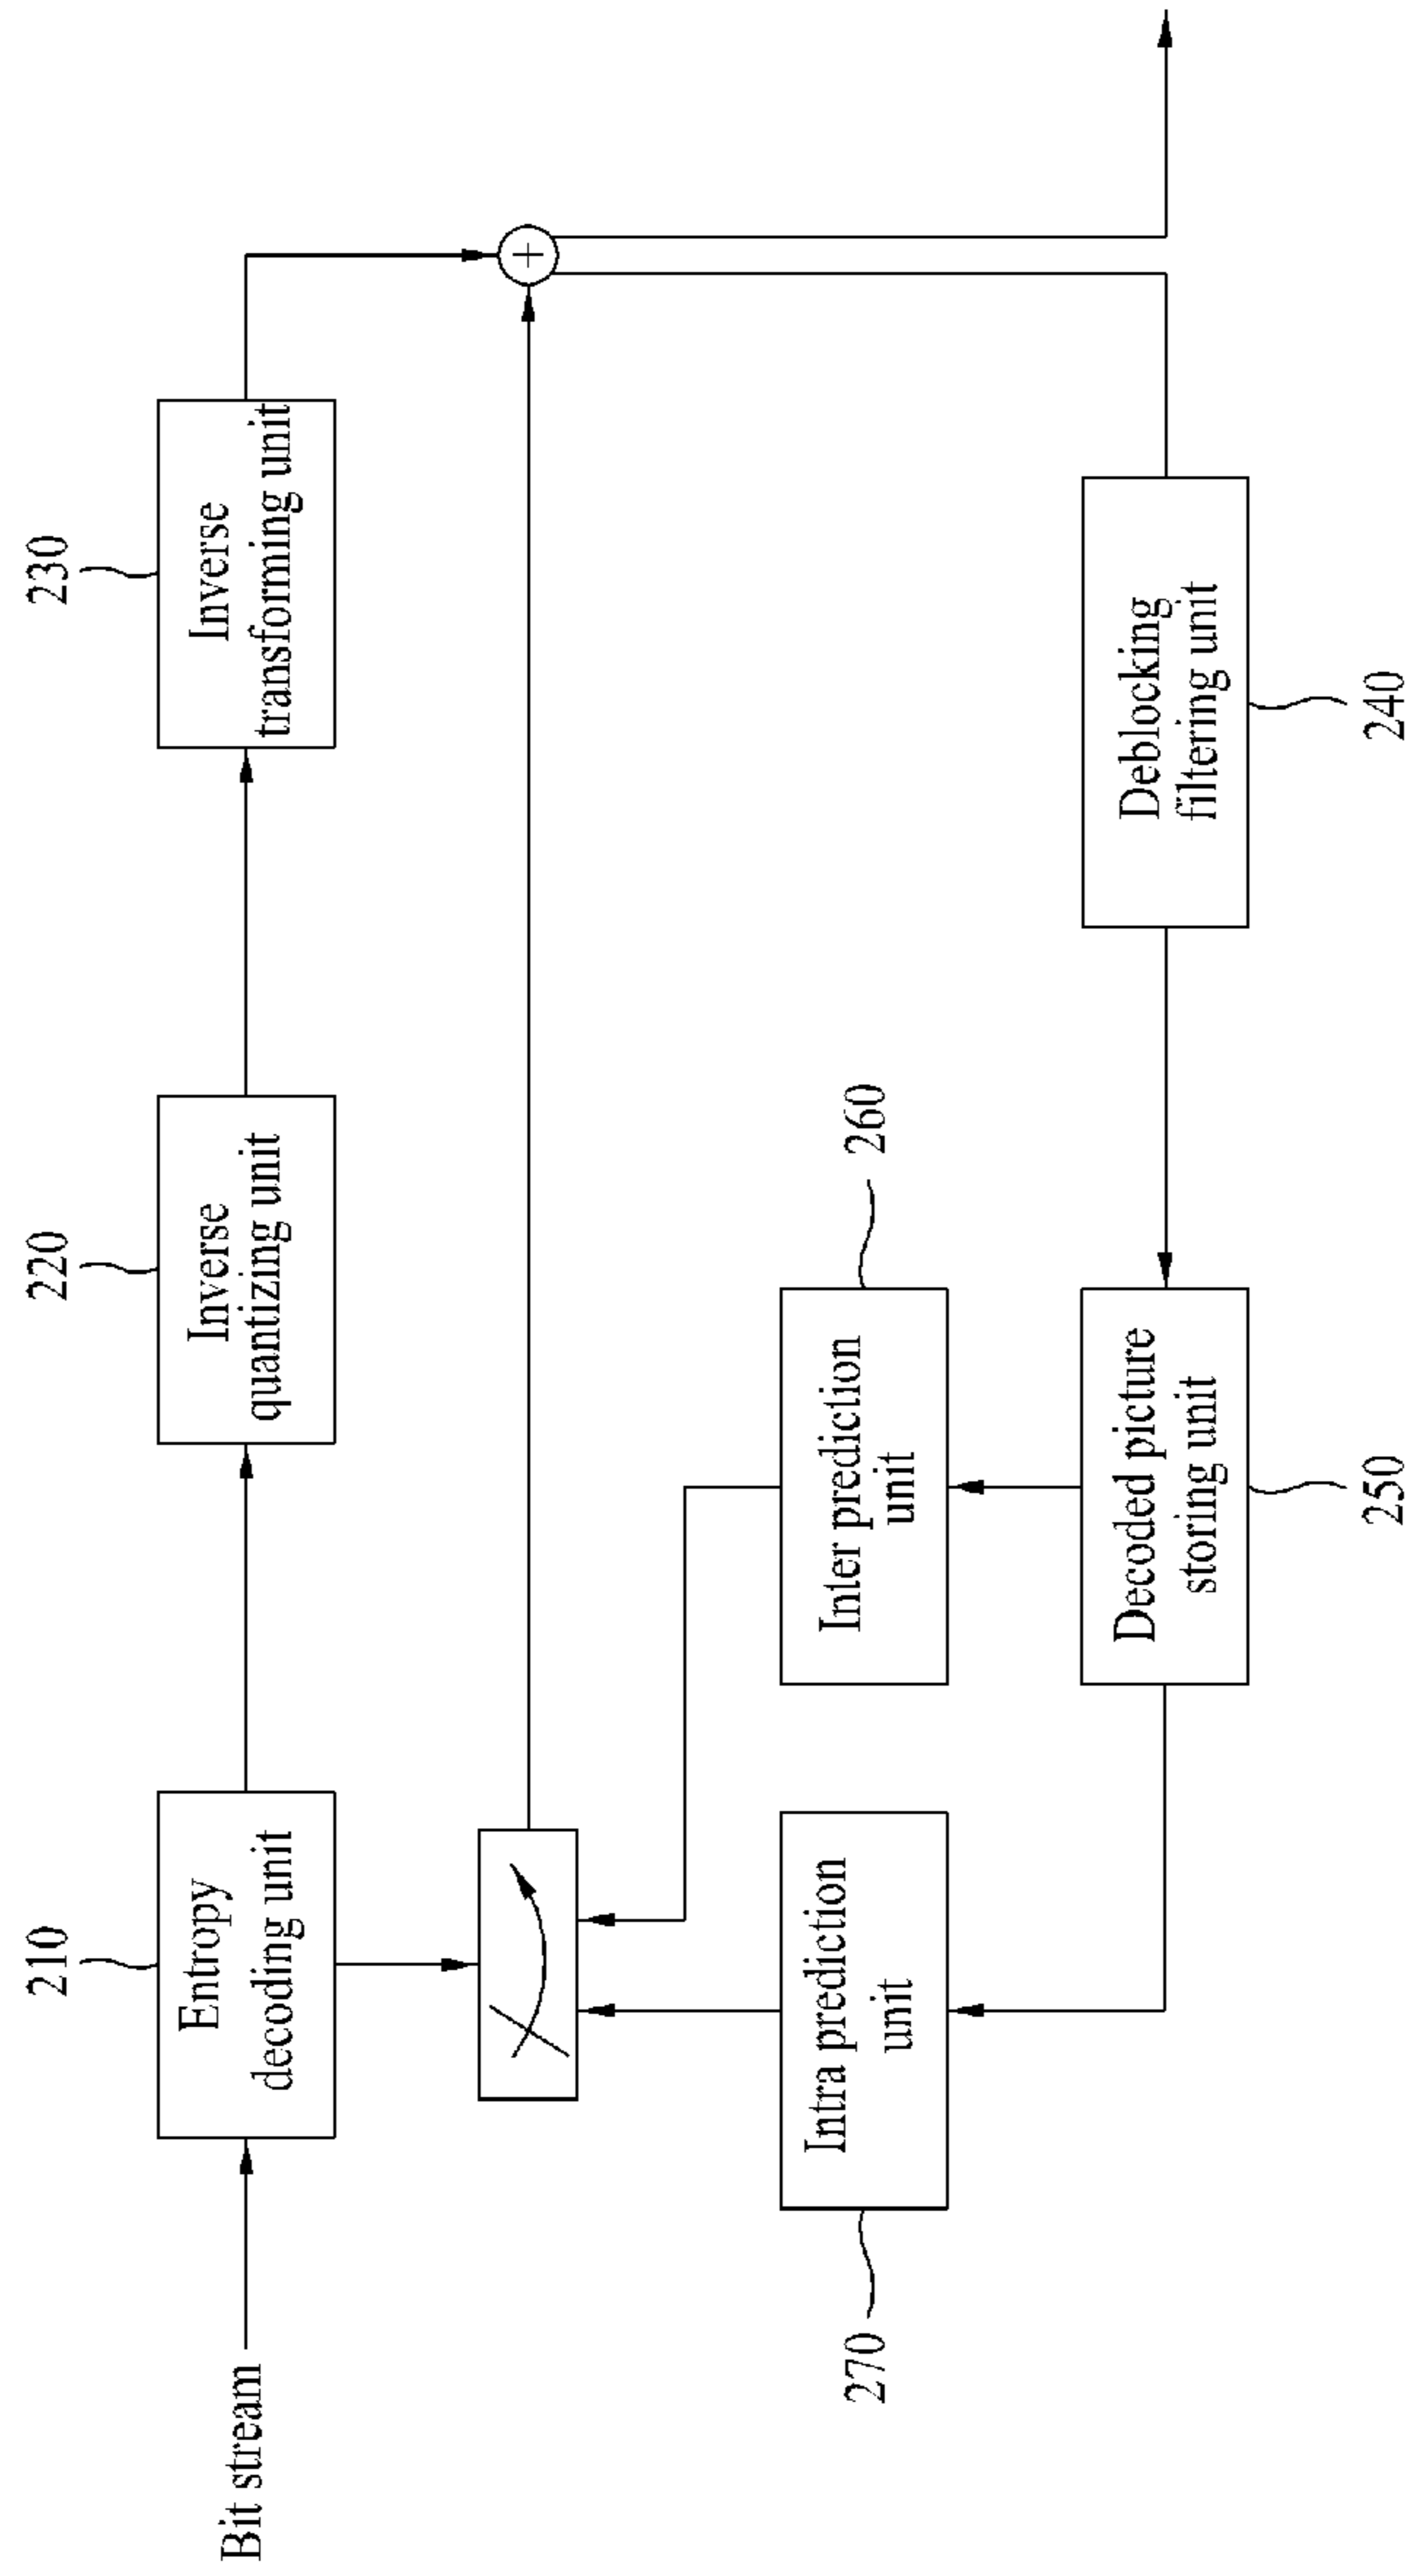 210
220
230
Bit stream
Entropy
decoding unit
Inverse
quantizing unit
Inverse
transforming unit
+
270
Intra prediction
unit
Inter prediction
unit
260
Decoded picture
storing unit
250
Deblocking
filtering unit
240